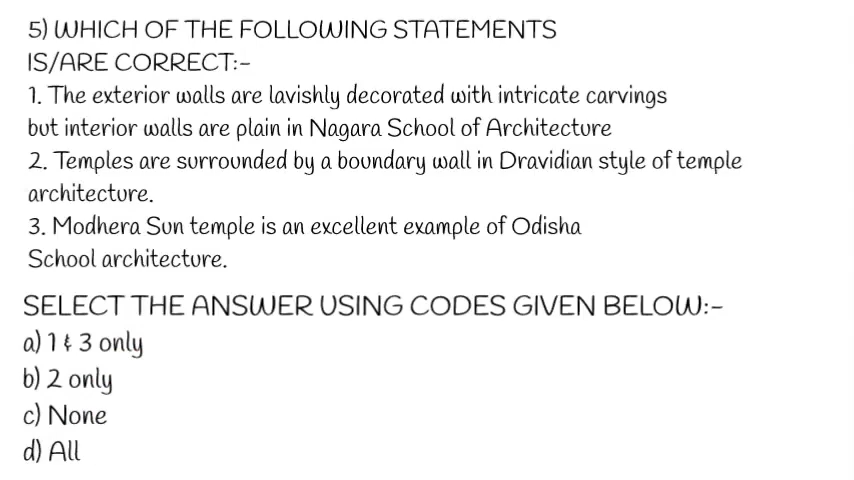 5) WHICH OF THE FOLLOWING STATEMENTS
IS/ARE CORRECT:-
1. The exterior walls are lavishly decorated with intricate carvings
but interior walls are plain in Nagara School of Architecture
2. Temples are surrounded by a boundary wall in Dravidian style of temple
architecture.
3. Modhera Sun temple is an excellent example of Odisha
School architecture.
SELECT THE ANSWER USING CODES GIVEN BELOW:-
a) 1 & 3 only
b) 2 only
c) None
d) All